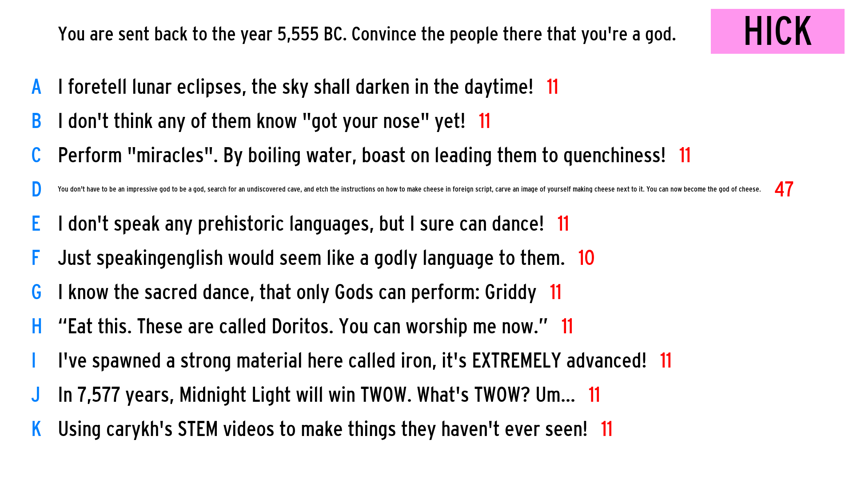 You are sent back to the year 5,555 BC. Convince the people there that you're a god.
HICK
A I foretell lunar eclipses, the sky shall darken in the daytime! 11
B I don't think any of them know "got your nose" yet! 11
C Perform "miracles". By boiling water, boast on leading them to quenchiness! 11
D You don't have to be an impressive god to be a god, search for an undiscovered cave, and etch the instructions on how to make cheese in foreign script, carve an image of yourself making cheese next to it. You can now become the god of cheese. 47
E I don't speak any prehistoric languages, but I sure can dance! 11
F Just speakingenglish would seem like a godly language to them. 10
G I know the sacred dance, that only Gods can perform: Griddy 11
H “Eat this. These are called Doritos. You can worship me now.” 11
I I've spawned a strong material here called iron, it's EXTREMELY advanced! 11
J In 7,577 years, Midnight Light will win TWOW. What's TWOW? Um... 11
K Using carykh's STEM videos to make things they haven't ever seen! 11